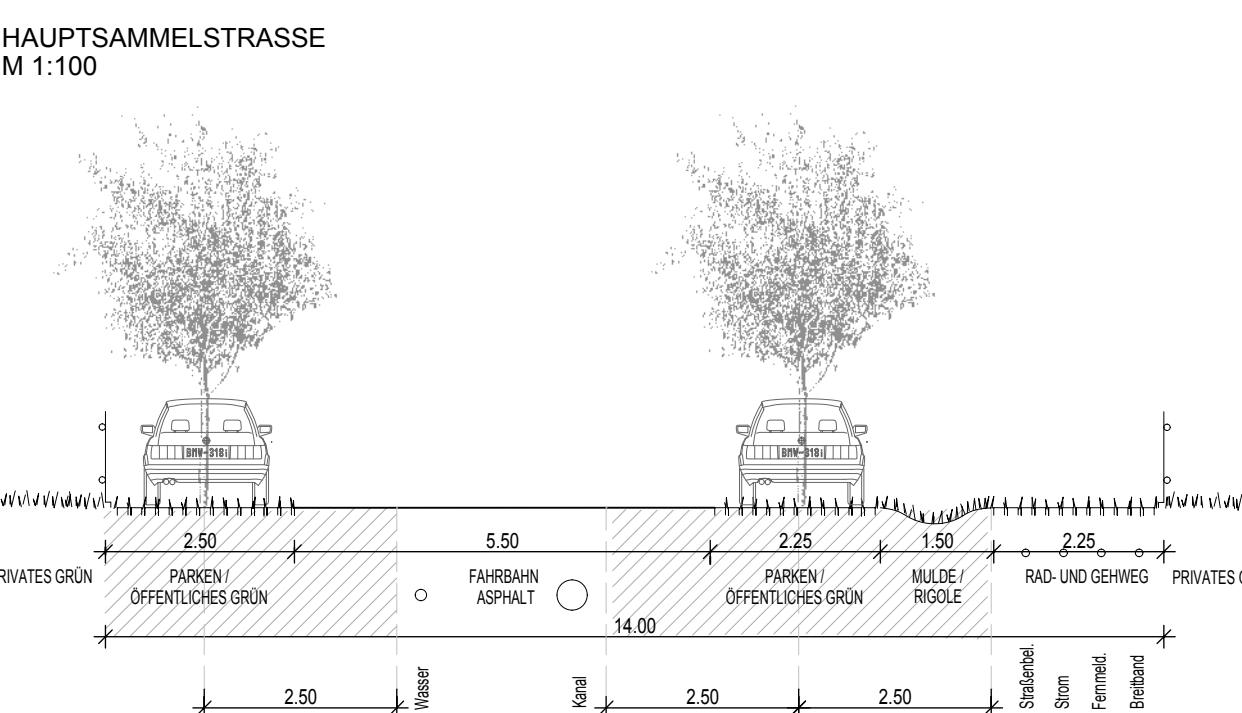 HAUPTSAMMELSTRASSE
M 1:100
BMW-318i
BMW-318i
2.50
5.50
2.25
1.50
2.25
RIVATES GRÜN
PARKEN /
ÖFFENTLICHES GRÜN
FAHRBAHN
ASPHALT
PARKEN /
ÖFFENTLICHES GRÜN
MULDE /
RIGOLE
RAD- UND GEHWEG
PRIVATES G
14.00
2.50
Wasser
Kanal
2.50
2.50
Straßenbel.
Strom
Fernmeld.
Breitband